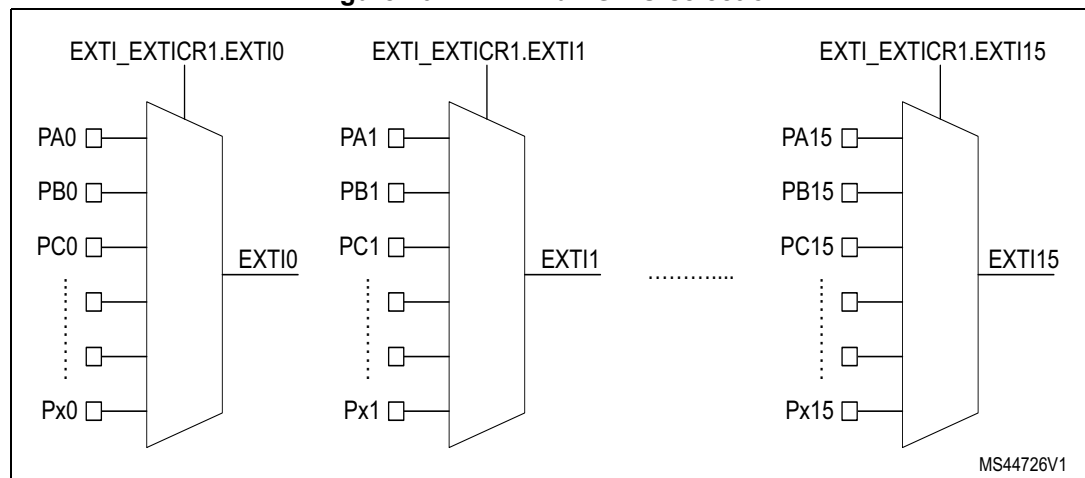 EXTI_EXTICR1.EXTI0 EXTI_EXTICR1.EXTI1 EXTI_EXTICR1.EXTI15
PA0 PA1 PA15
PB0 PB1 PB15
PC0 PC1 PC15
EXTI0 EXTI1 ............. EXTI15
Px0 Px1 Px15
MS44726V1